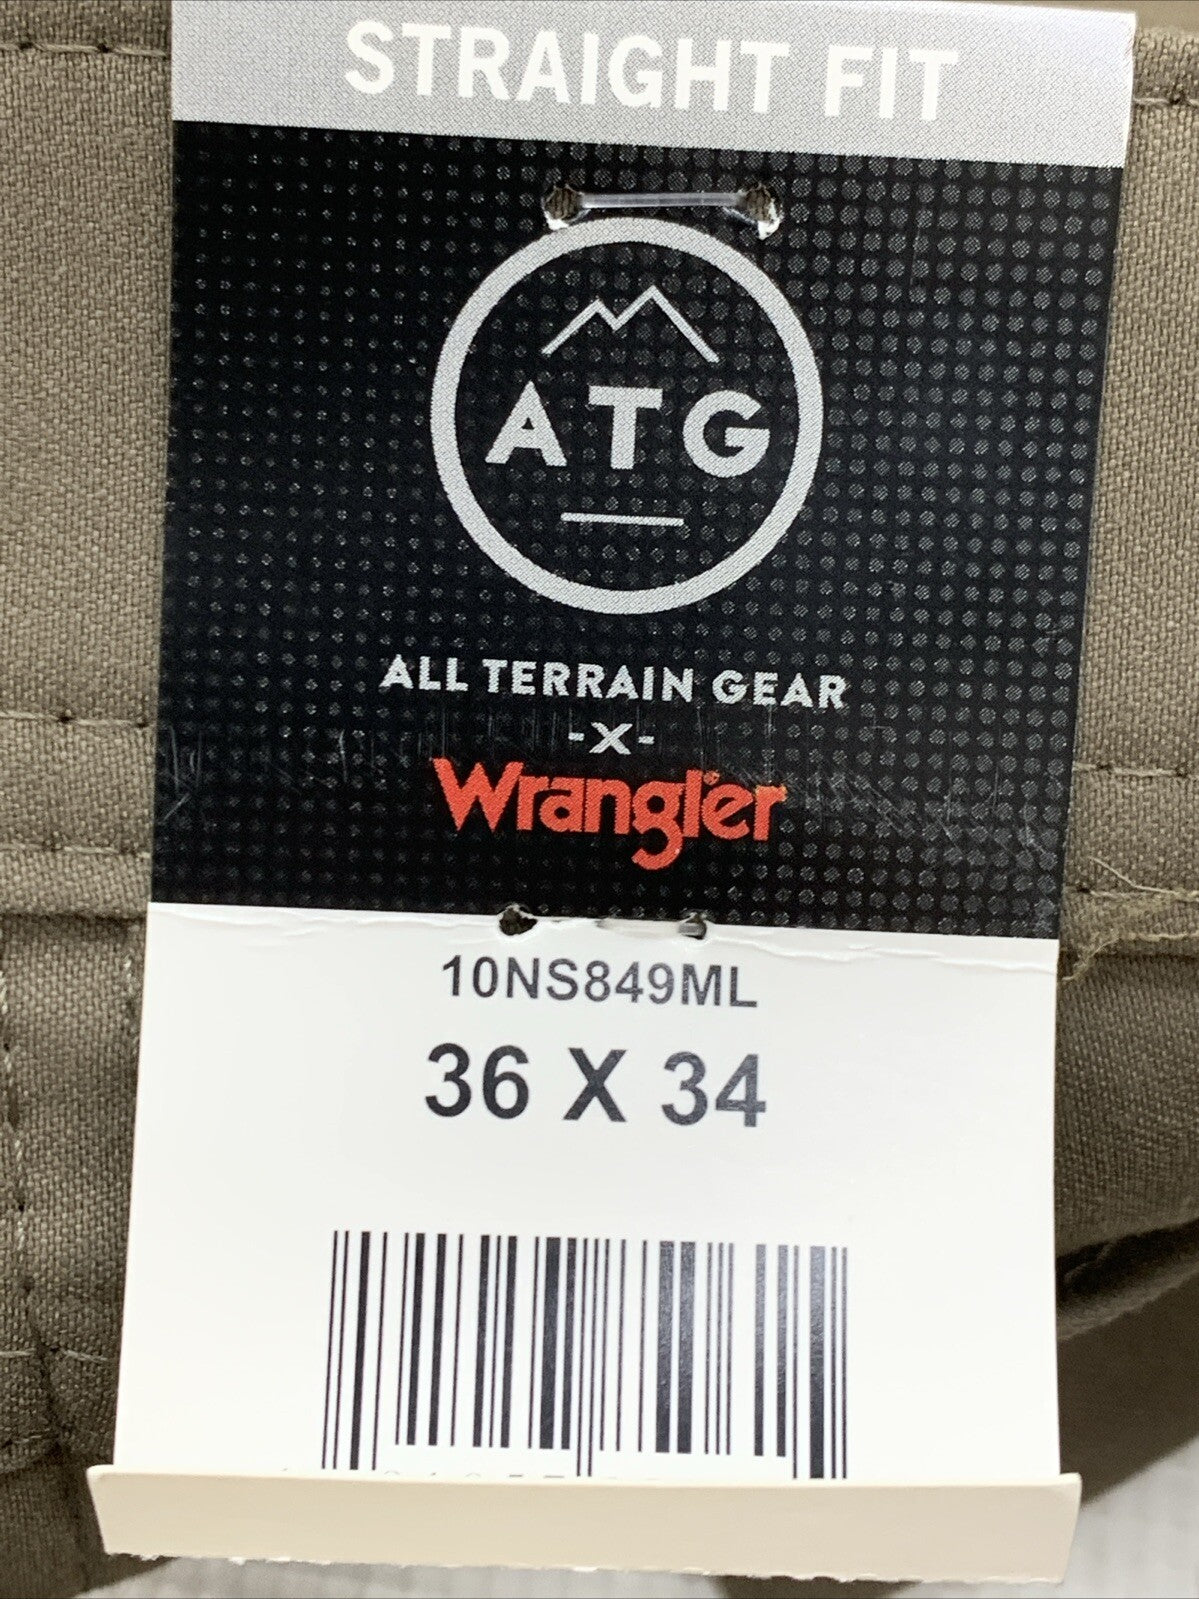 STRAIGHT FIT
ATG
ALL TERRAIN GEAR
-X-
Wrangler
10NS849ML
36 X 34